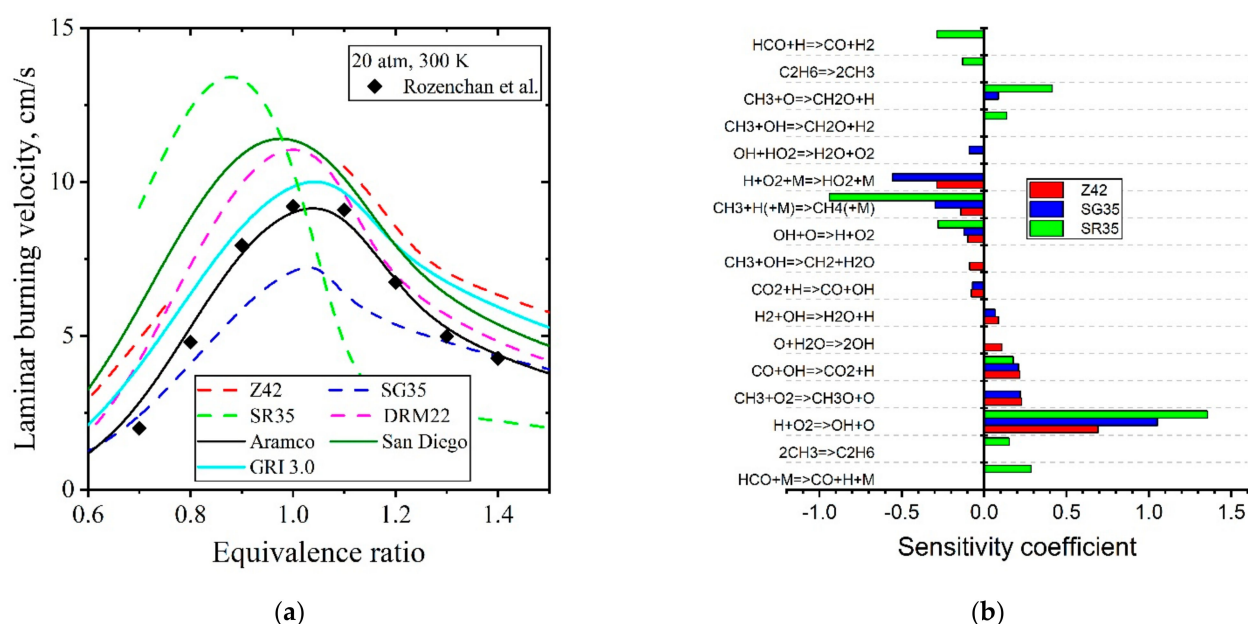 15
10
5
0
0.6 0.8 1.0 1.2 1.4
Laminar burning velocity, cm/s
Equivalence ratio
20 atm, 300 K
Rozenchan et al.
Z42 SG35
SR35 DRM22
Aramco San Diego
GRI 3.0
(a)
HCO+H=>CO+H2
C2H6=>2CH3
CH3+O=>CH2O+H
CH3+OH=>CH2O+H2
OH+HO2=>H2O+O2
H+O2+M=>HO2+M
CH3+H(+M)=>CH4(+M)
OH+O=>H+O2
CH3+OH=>CH2+H2O
CO2+H=>CO+OH
H2+OH=>H2O+H
O+H2O=>2OH
CO+OH=>CO2+H
CH3+O2=>CH3O+O
H+O2=>OH+O
2CH3=>C2H6
HCO+M=>CO+H+M
Z42
SG35
SR35
-1.0 -0.5 0.0 0.5 1.0 1.5
Sensitivity coefficient
(b)